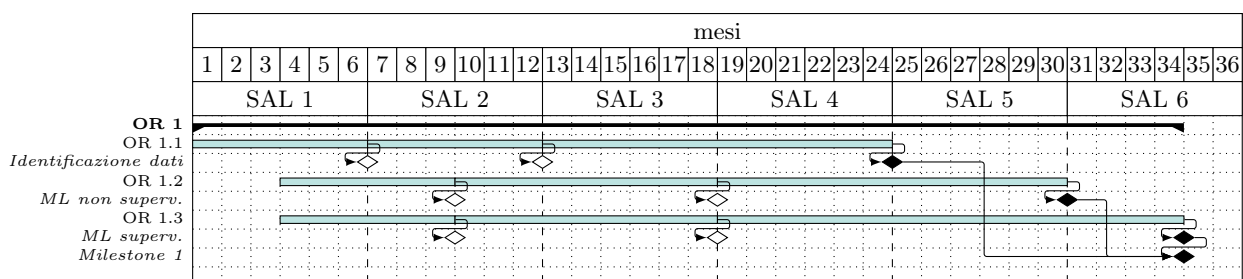 mesi
1 2 3 4 5 6 7 8 9 10 11 12 13 14 15 16 17 18 19 20 21 22 23 24 25 26 27 28 29 30 31 32 33 34 35 36
SAL 1 SAL 2 SAL 3 SAL 4 SAL 5 SAL 6
OR 1
OR 1.1
Identificazione dati
OR 1.2
ML non superv.
OR 1.3
ML superv.
Milestone 1